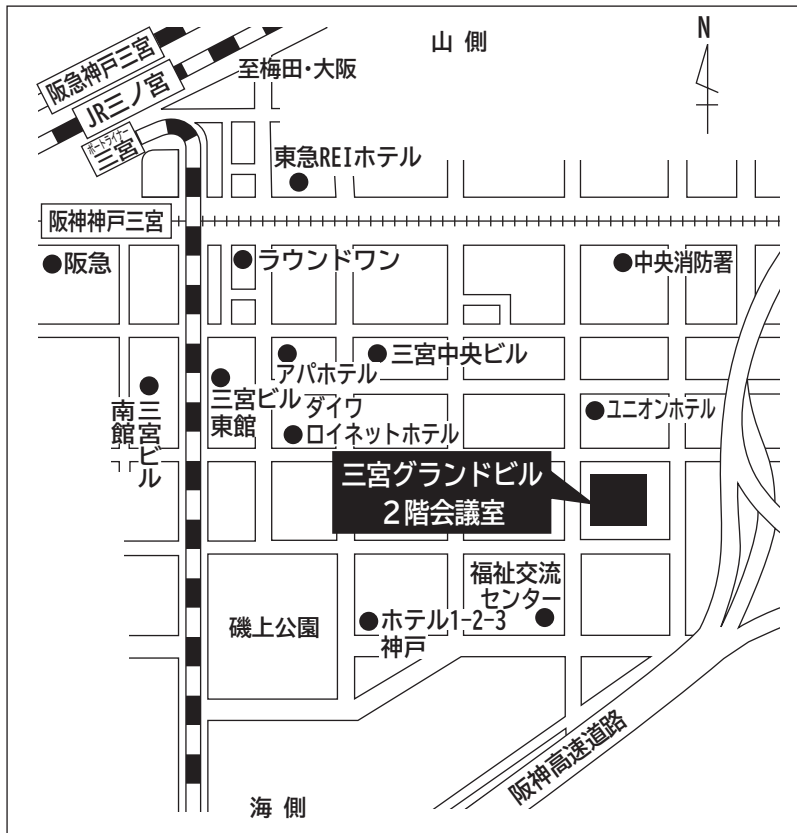 山 側
N
阪急神戸三宮
JR三ノ宮
至梅田・大阪
ポートライナー
三宮
東急REIホテル
阪神神戸三宮
阪急
ラウンドワン
中央消防署
アパホテル
三宮中央ビル
三宮ビル
東館
三宮ビル
南館
ダイワ
ロイネットホテル
ユニオンホテル
三宮グランドビル
2階会議室
磯上公園
ホテル1-2-3
神戸
福祉交流
センター
阪神高速道路
海 側